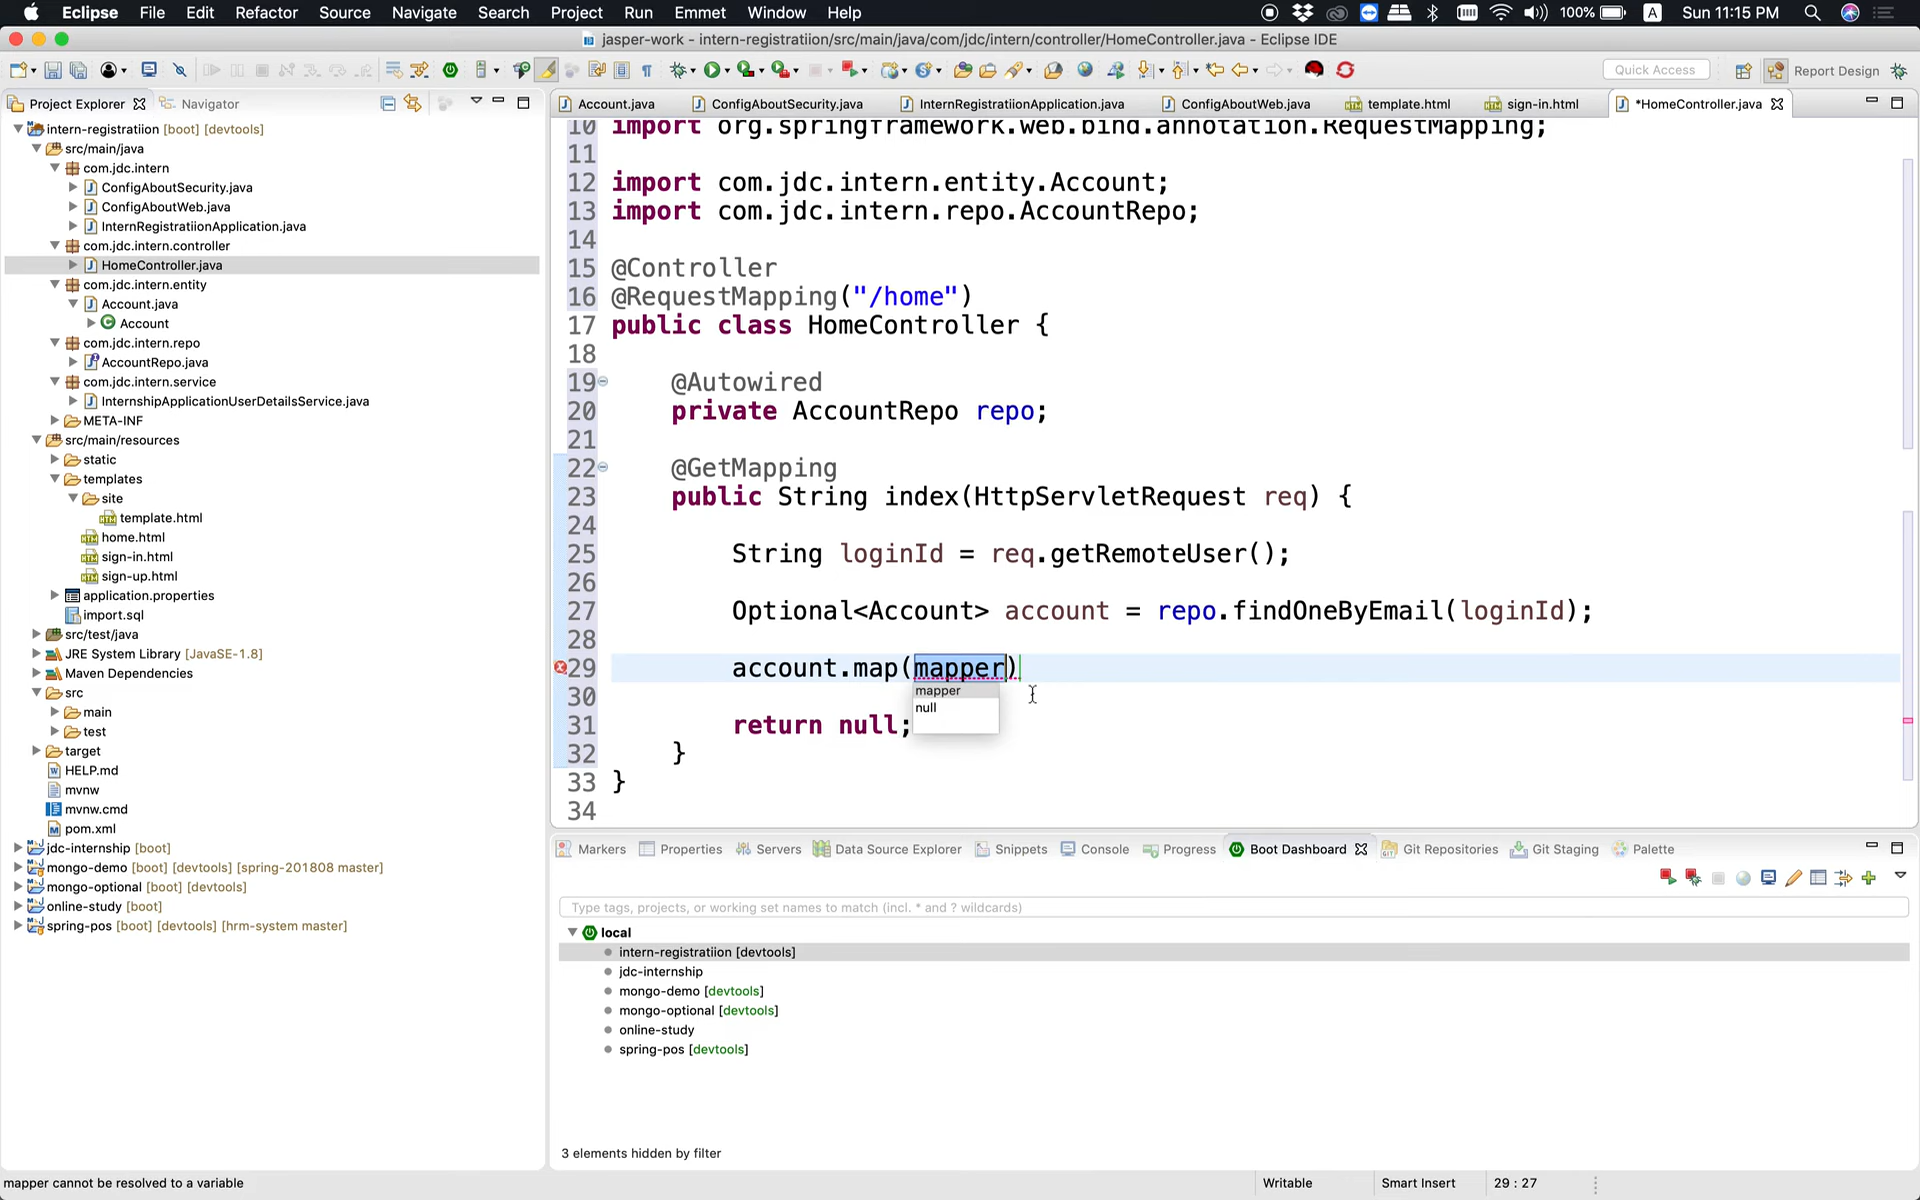 Eclipse File Edit Refactor Source Navigate Search Project Run Emmet Window Help 100% A Sun 11:15 PM
jasper-work - intern-registratiion/src/main/java/com/jdc/intern/controller/HomeController.java - Eclipse IDE
Quick Access Report Design
Project Explorer Navigator
intern-registratiion [boot] [devtools]
src/main/java
com.jdc.intern
ConfigAboutSecurity.java
ConfigAboutWeb.java
InternRegistratiionApplication.java
com.jdc.intern.controller
HomeController.java
com.jdc.intern.entity
Account.java
Account
com.jdc.intern.repo
AccountRepo.java
com.jdc.intern.service
InternshipApplicationUserDetailsService.java
META-INF
src/main/resources
static
templates
site
template.html
home.html
sign-in.html
sign-up.html
application.properties
import.sql
src/test/java
JRE System Library [JavaSE-1.8]
Maven Dependencies
src
main
test
target
HELP.md
mvnw
mvnw.cmd
pom.xml
jdc-internship [boot]
mongo-demo [boot] [devtools] [spring-201808 master]
mongo-optional [boot] [devtools]
online-study [boot]
spring-pos [boot] [devtools] [hrm-system master]
Account.java ConfigAboutSecurity.java InternRegistratiionApplication.java ConfigAboutWeb.java template.html sign-in.html *HomeController.java
10 import org.springframework.web.bind.annotation.RequestMapping;
11
12 import com.jdc.intern.entity.Account;
13 import com.jdc.intern.repo.AccountRepo;
14
15 @Controller
16 @RequestMapping("/home")
17 public class HomeController {
18
19 @Autowired
20 private AccountRepo repo;
21
22 @GetMapping
23 public String index(HttpServletRequest req) {
24
25 String loginId = req.getRemoteUser();
26
27 Optional<Account> account = repo.findOneByEmail(loginId);
28
29 account.map(mapper)
mapper
30
null
31 return null;
32 }
33 }
34
Markers Properties Servers Data Source Explorer Snippets Console Progress Boot Dashboard Git Repositories Git Staging Palette
Type tags, projects, or working set names to match (incl. * and ? wildcards)
local
intern-registratiion [devtools]
jdc-internship
mongo-demo [devtools]
mongo-optional [devtools]
online-study
spring-pos [devtools]
3 elements hidden by filter
mapper cannot be resolved to a variable Writable Smart Insert 29 : 27